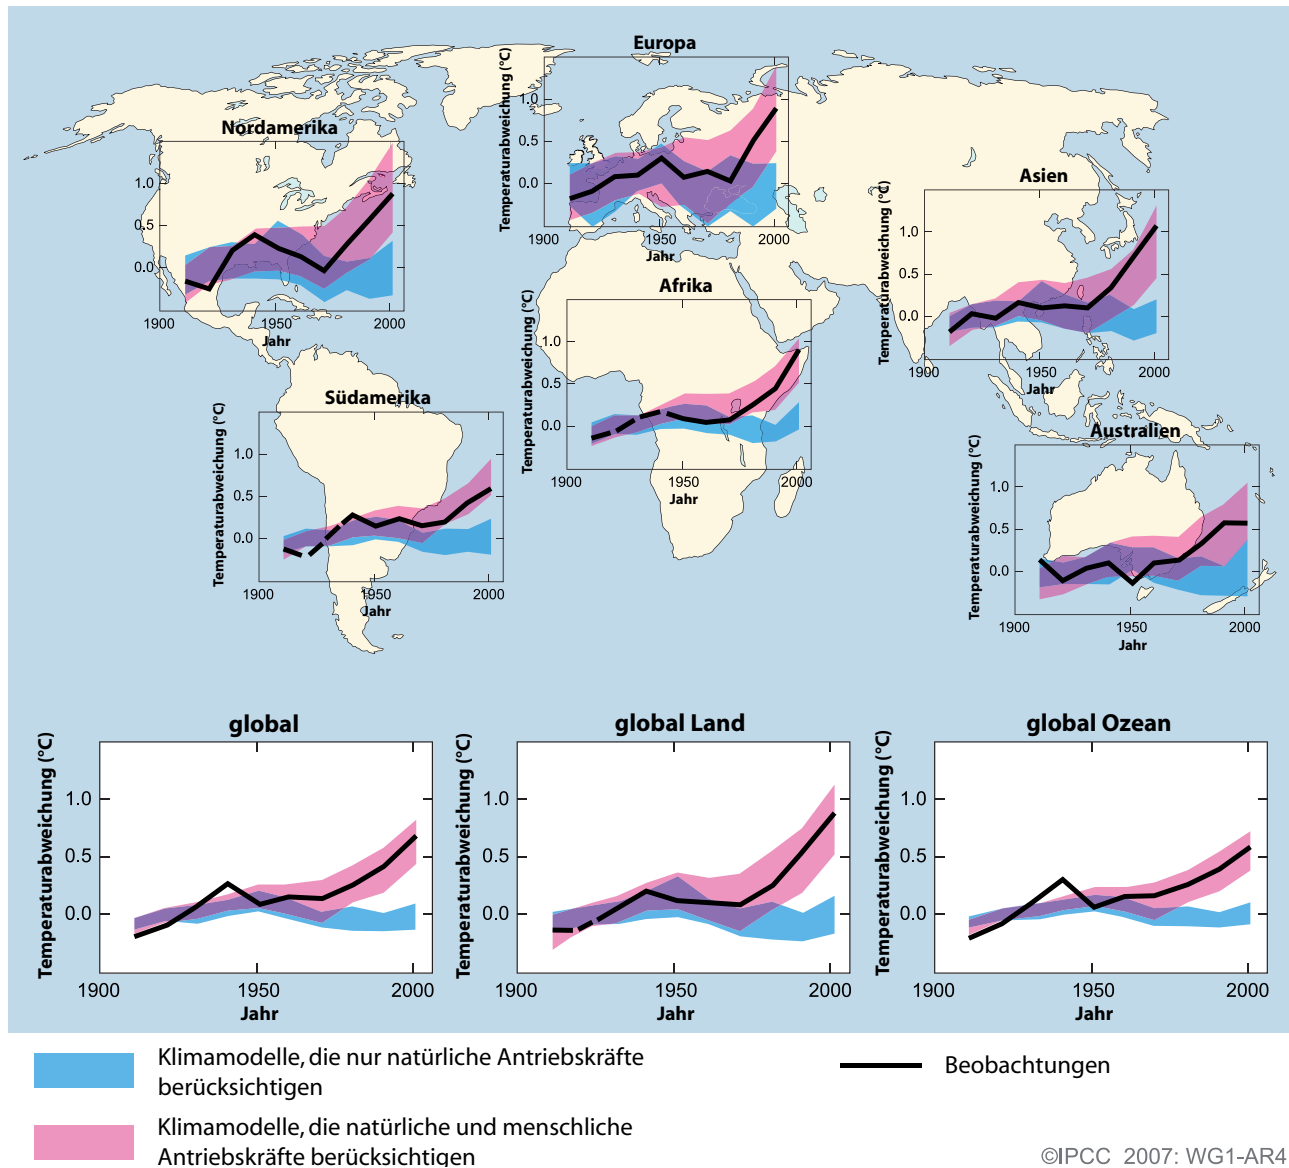 Europa
Temperaturabweichung (°C)
1.0
0.5
0.0
1900
1950
2000
Jahr
Nordamerika
1.0
0.5
0.0
1900
1950
2000
Jahr
Asien
Temperaturabweichung (°C)
1.0
0.5
0.0
1900
1950
2000
Jahr
Afrika
Temperaturabweichung (°C)
1.0
0.5
0.0
1900
1950
2000
Jahr
Südamerika
Temperaturabweichung (°C)
1.0
0.5
0.0
1900
1950
2000
Jahr
Australien
Temperaturabweichung (°C)
1.0
0.5
0.0
1900
1950
2000
Jahr
global
Temperaturabweichung (°C)
1.0
0.5
0.0
1900
1950
2000
Jahr
global Land
Temperaturabweichung (°C)
1.0
0.5
0.0
1900
1950
2000
Jahr
global Ozean
Temperaturabweichung (°C)
1.0
0.5
0.0
1900
1950
2000
Jahr
Klimamodelle, die nur natürliche Antriebskräfte
berücksichtigen
Beobachtungen
Klimamodelle, die natürliche und menschliche
Antriebskräfte berücksichtigen
©IPCC 2007: WG1-AR4